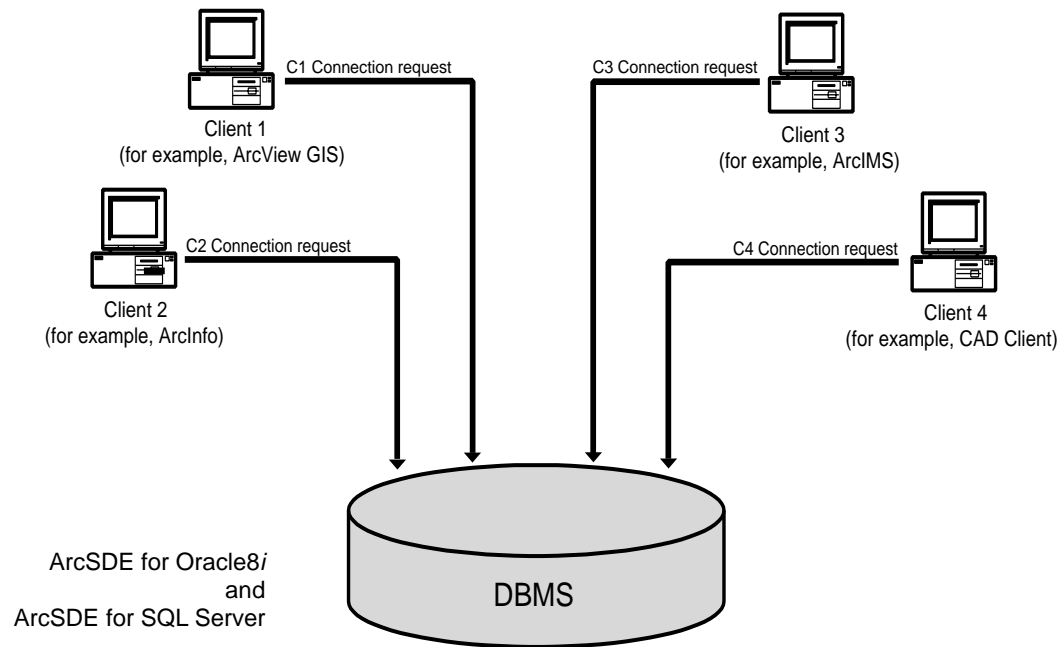 C1 Connection request
C3 Connection request
Client 1
(for example, ArcView GIS)
Client 3
(for example, ArcIMS)
C2 Connection request
C4 Connection request
Client 2
(for example, ArcInfo)
Client 4
(for example, CAD Client)
ArcSDE for Oracle8i
and
ArcSDE for SQL Server
DBMS